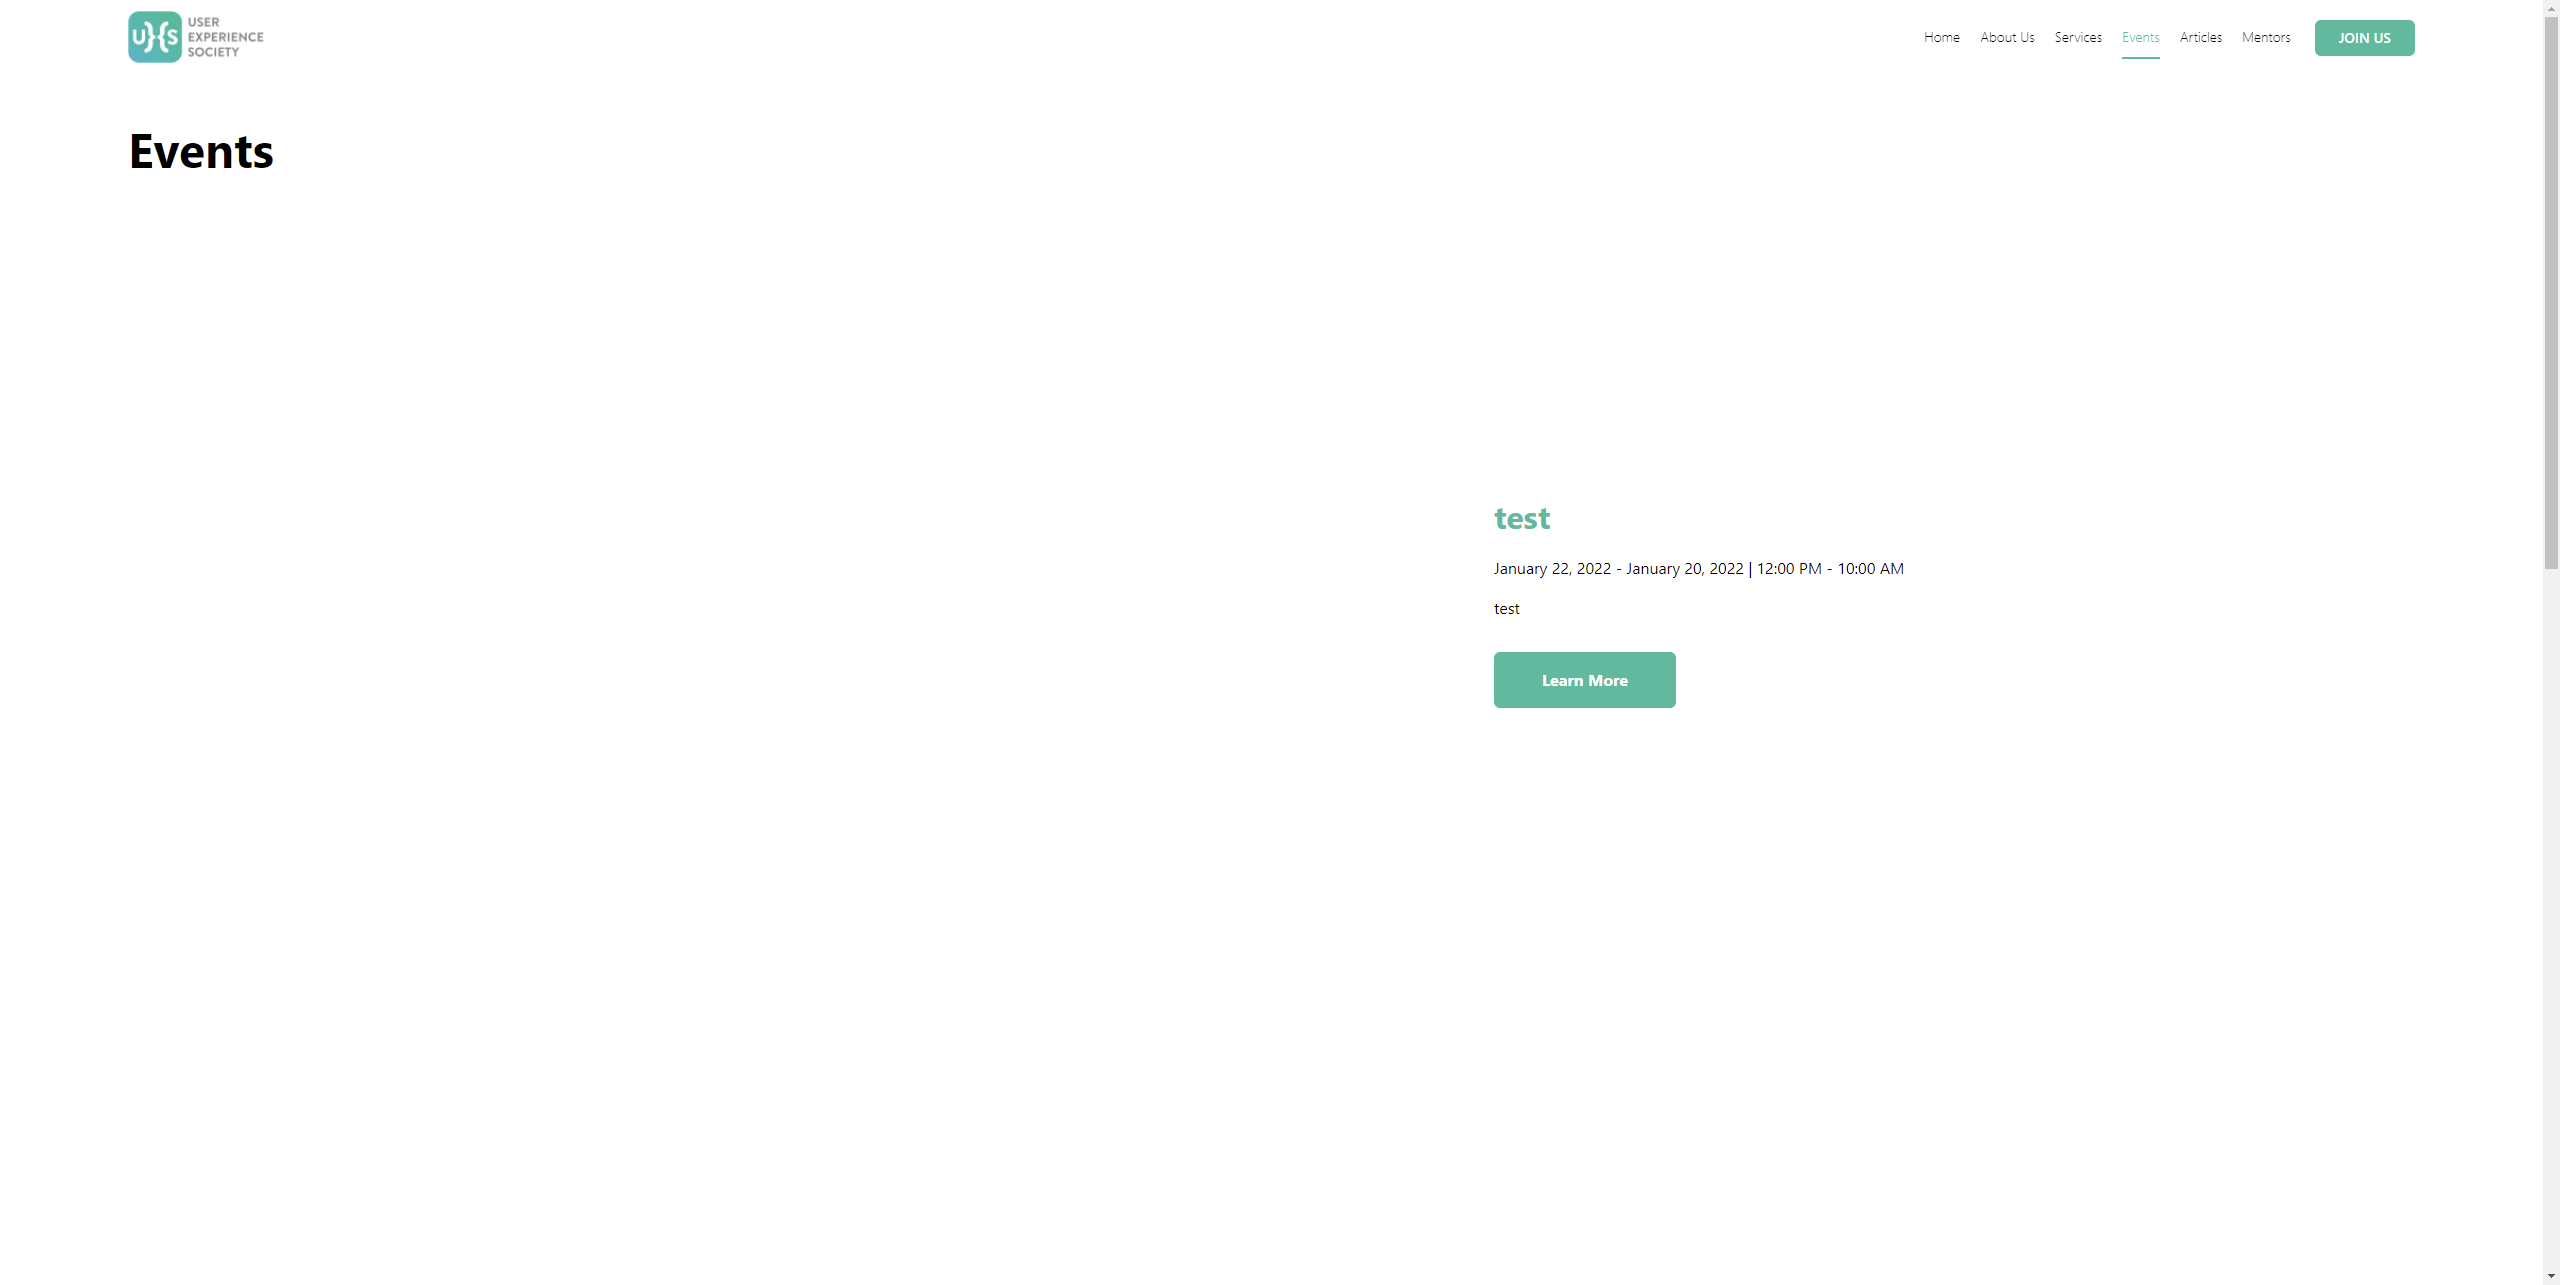 UXS USER
EXPERIENCE
SOCIETY
Home About Us Services Events Articles Mentors JOIN US
Events
test
January 22, 2022 - January 20, 2022 | 12:00 PM - 10:00 AM
test
Learn More